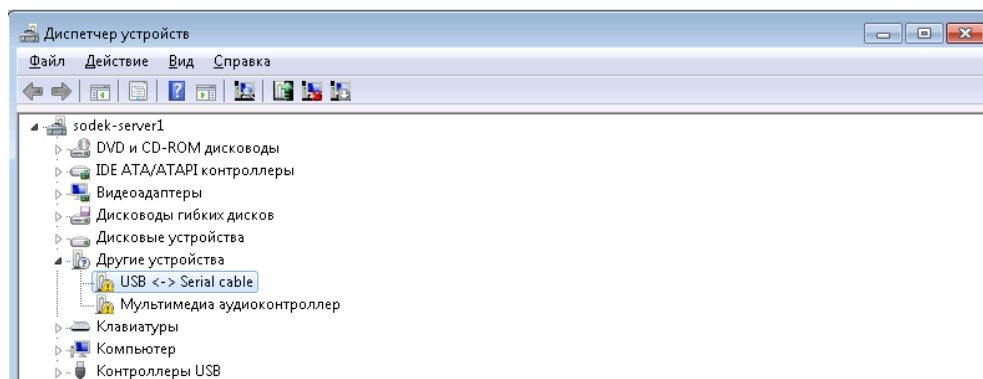 Диспетчер устройств
Файл Действие Вид Справка
sodek-server1
DVD и CD-ROM дисководы
IDE ATA/ATAPI контроллеры
Видеоадаптеры
Дисководы гибких дисков
Дисковые устройства
Другие устройства
USB <-> Serial cable
Мультимедиа аудиоконтроллер
Клавиатуры
Компьютер
Контроллеры USB